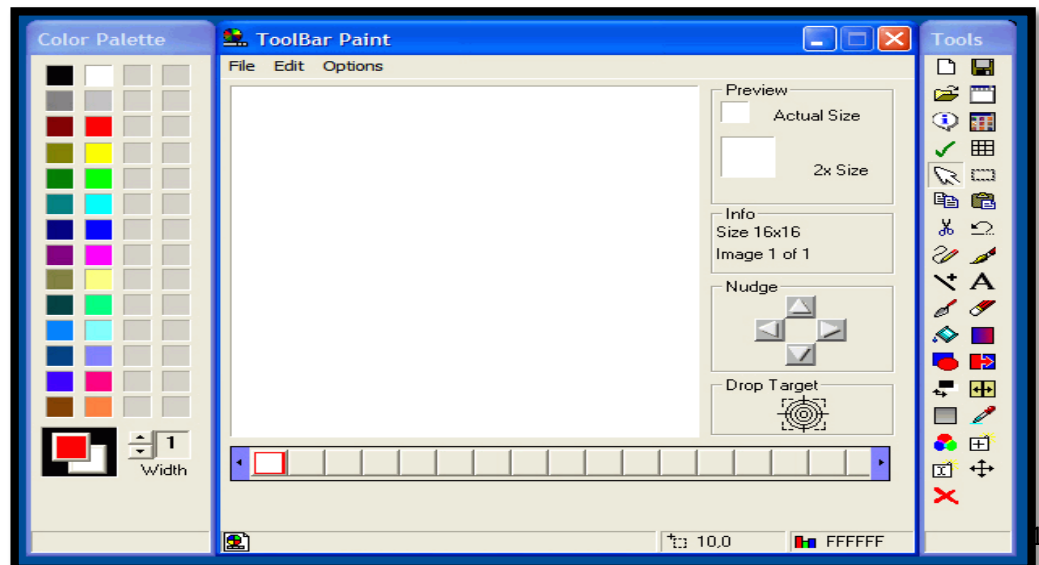 Color Palette
ToolBar Paint
Tools
File Edit Options
Preview
Actual Size
2x Size
Info
Size 16x16
Image 1 of 1
Nudge
Drop Target
1
Width
10,0
FFFFFF